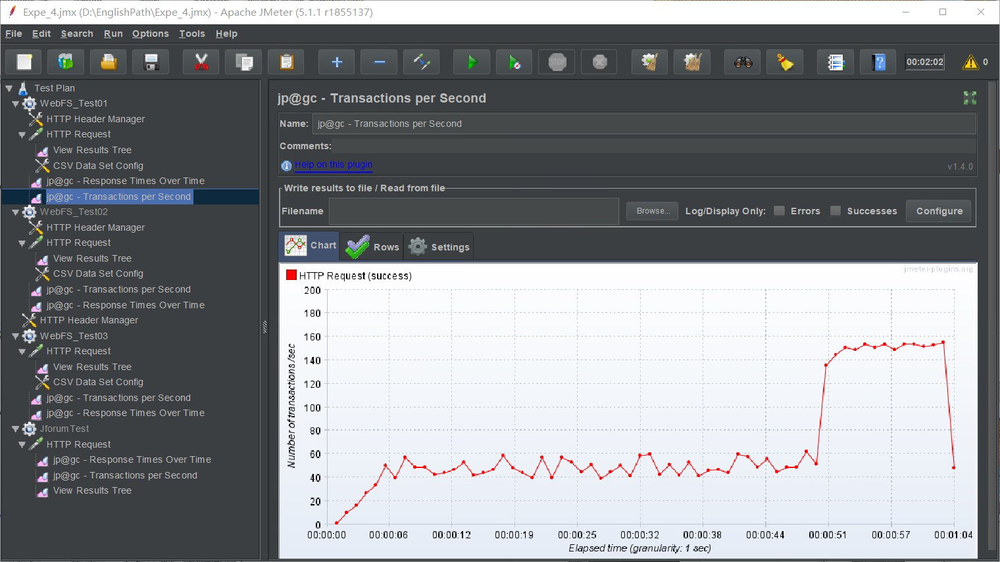 Expe_4.jmx (D:\EnglishPath\Expe_4.jmx) - Apache JMeter (5.1.1 r1855137)
File Edit Search Run Options Tools Help
STOP
00:02:02
0
Test Plan
WebFS_Test01
HTTP Header Manager
HTTP Request
View Results Tree
CSV Data Set Config
jp@gc - Response Times Over Time
jp@gc - Transactions per Second
WebFS_Test02
HTTP Header Manager
HTTP Request
View Results Tree
CSV Data Set Config
jp@gc - Transactions per Second
jp@gc - Response Times Over Time
HTTP Header Manager
WebFS_Test03
HTTP Request
View Results Tree
CSV Data Set Config
jp@gc - Transactions per Second
jp@gc - Response Times Over Time
JforumTest
HTTP Request
jp@gc - Response Times Over Time
jp@gc - Transactions per Second
View Results Tree
jp@gc - Transactions per Second
Name: jp@gc - Transactions per Second
Comments:
Help on this plugin
v1.4.0
Write results to file / Read from file
Filename Browse... Log/Display Only: Errors Successes Configure
Chart Rows Settings
jmeter-plugins.org
HTTP Request (success)
200
180
160
140
120
100
80
60
40
20
0
Number of transactions /sec
00:00:00 00:00:06 00:00:12 00:00:19 00:00:25 00:00:32 00:00:38 00:00:44 00:00:51 00:00:57 00:01:04
Elapsed time (granularity: 1 sec)